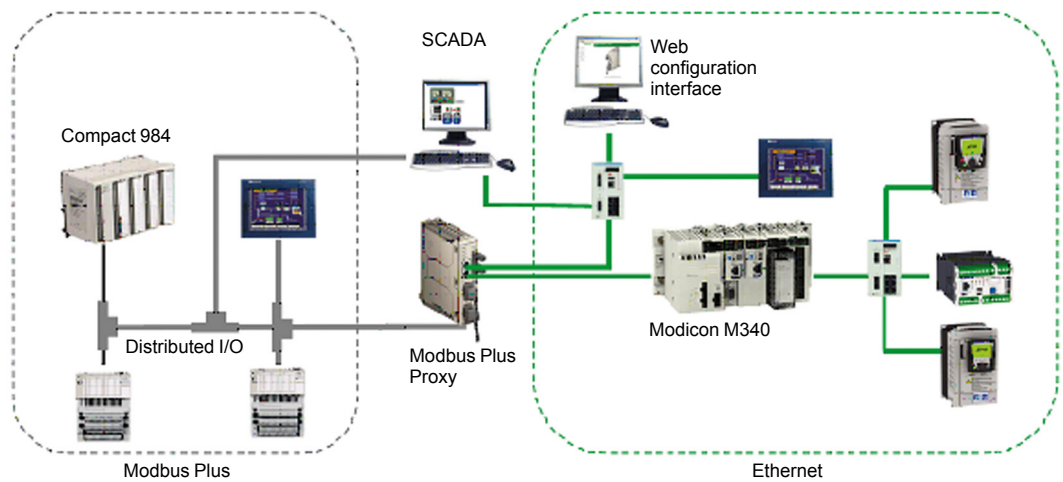 SCADA
Web
configuration
interface
Compact 984
Distributed I/O
Modbus Plus
Proxy
Modicon M340
Modbus Plus
Ethernet